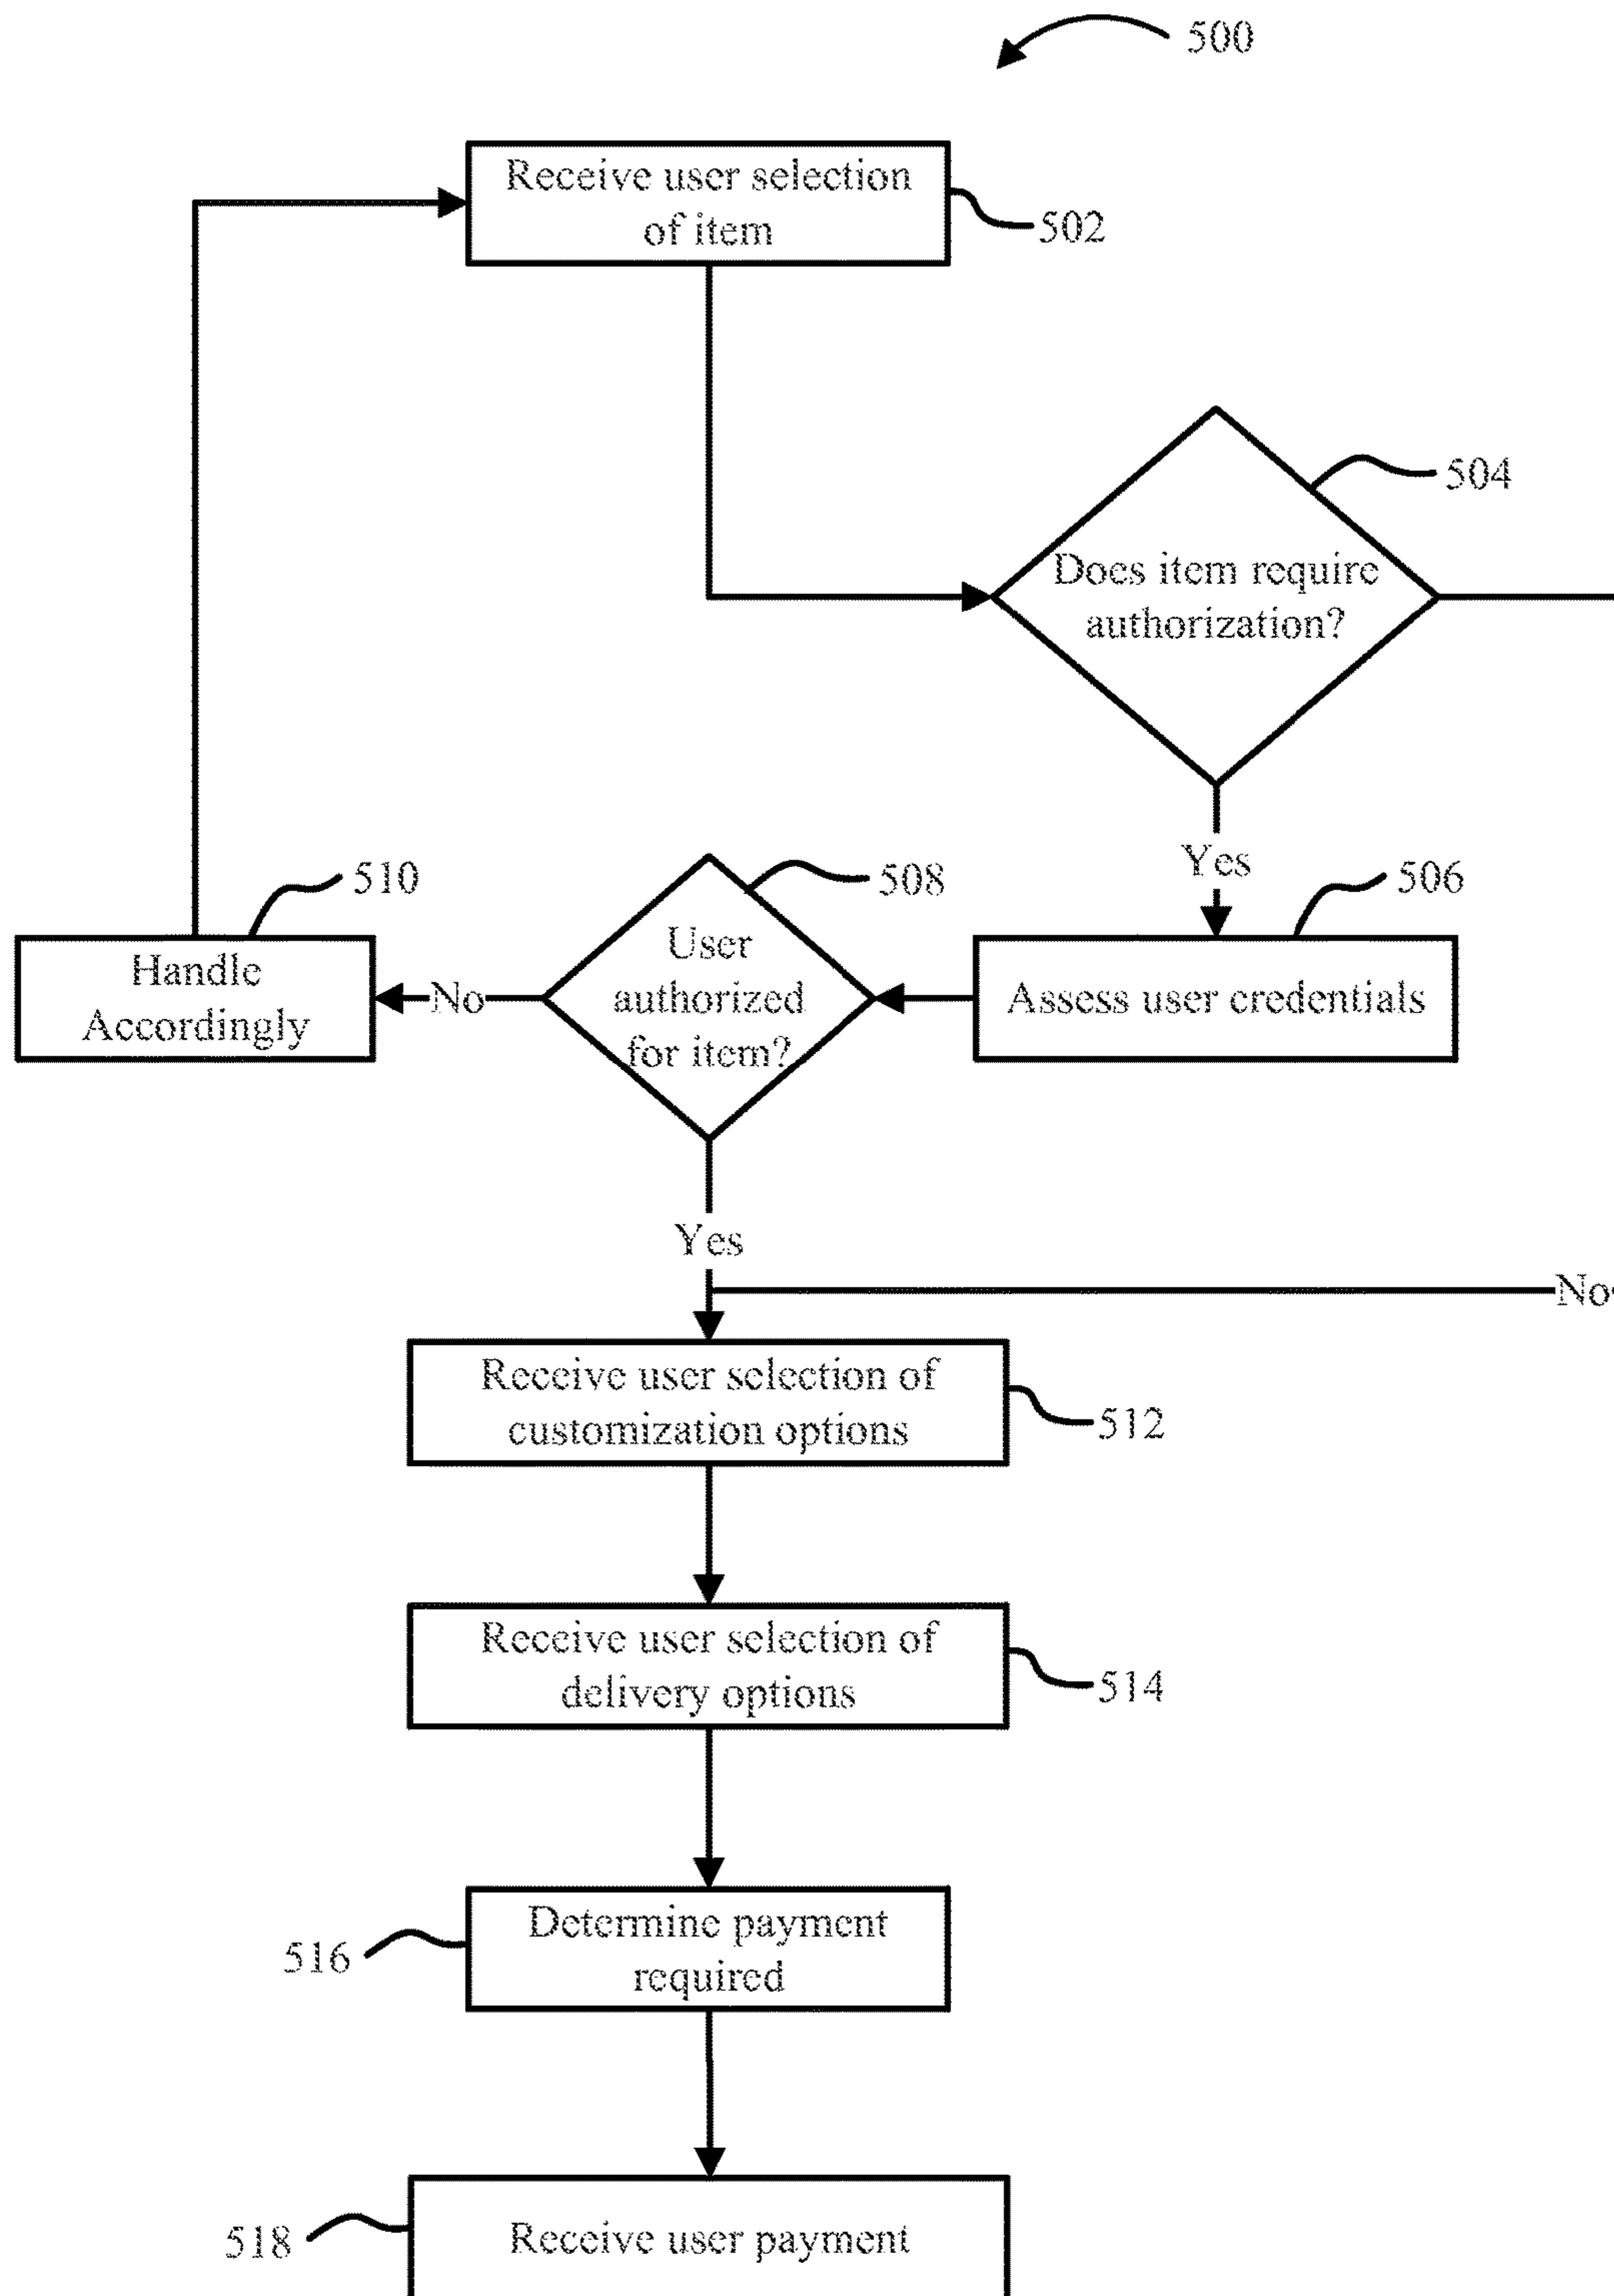 500
Receive user selection
of item
502
504
Does item require
authorization?
Yes
510
508
506
Handle
Accordingly
No
User
authorized
for item?
Assess user credentials
Yes
No
Receive user selection of
customization options
512
Receive user selection of
delivery options
514
Determine payment
required
516
Receive user payment
518